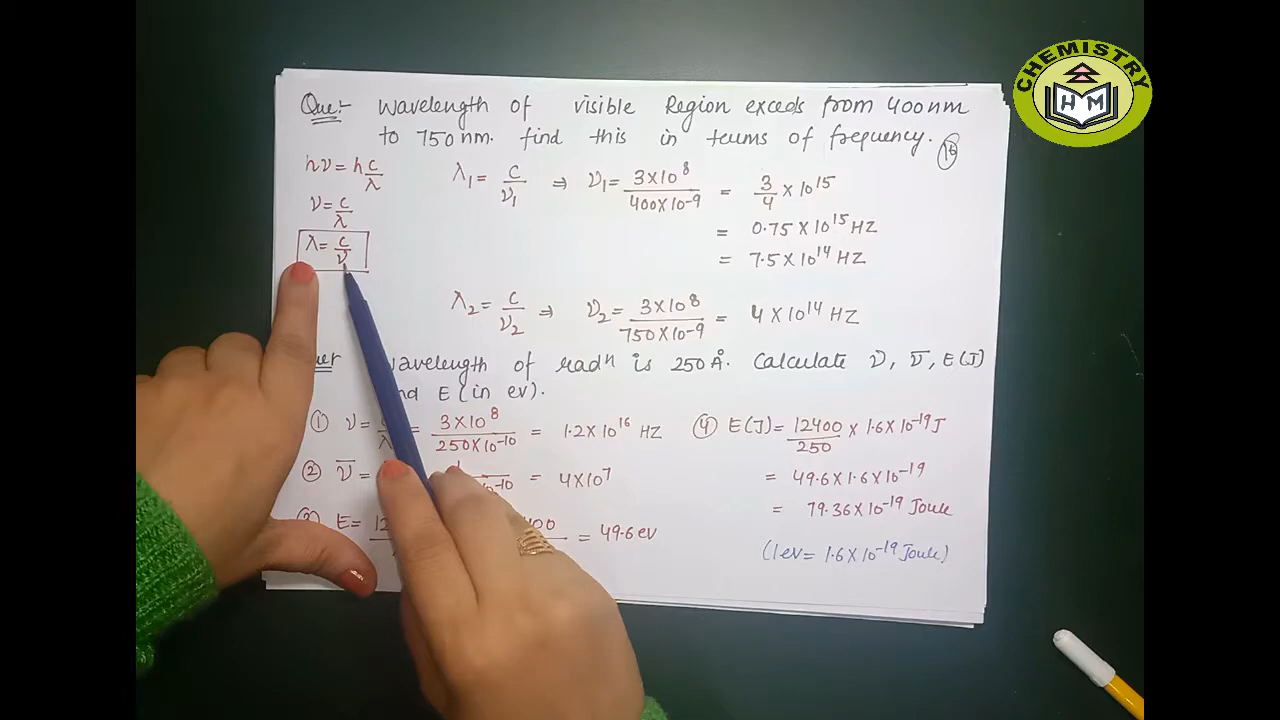 CHEMISTRY
HM
Que:- Wavelength of visible Region exceeds from 400nm
to 750nm. find this in terms of frequency. 16
hν = h c/λ
ν = c/λ
λ = c/ν
λ1 = c/ν1 ⇒ ν1 = 3×10^8 / 400×10^-9 = 3/4 × 10^15
= 0.75×10^15 HZ
= 7.5×10^14 HZ
λ2 = c/ν2 ⇒ ν2 = 3×10^8 / 750×10^-9 = 4×10^14 HZ
wavelength of radn is 250Å. Calculate ν, ν̅, E(J)
and E(in ev).
① ν = = 3×10^8 / 250×10^-10 = 1.2×10^16 HZ
② ν̅ = = 4×10^7
E = = 49.6ev
④ E(J) = 12400/250 × 1.6×10^-19 J
= 49.6×1.6×10^-19
= 79.36×10^-19 Joule
(1ev = 1.6×10^-19 Joule)